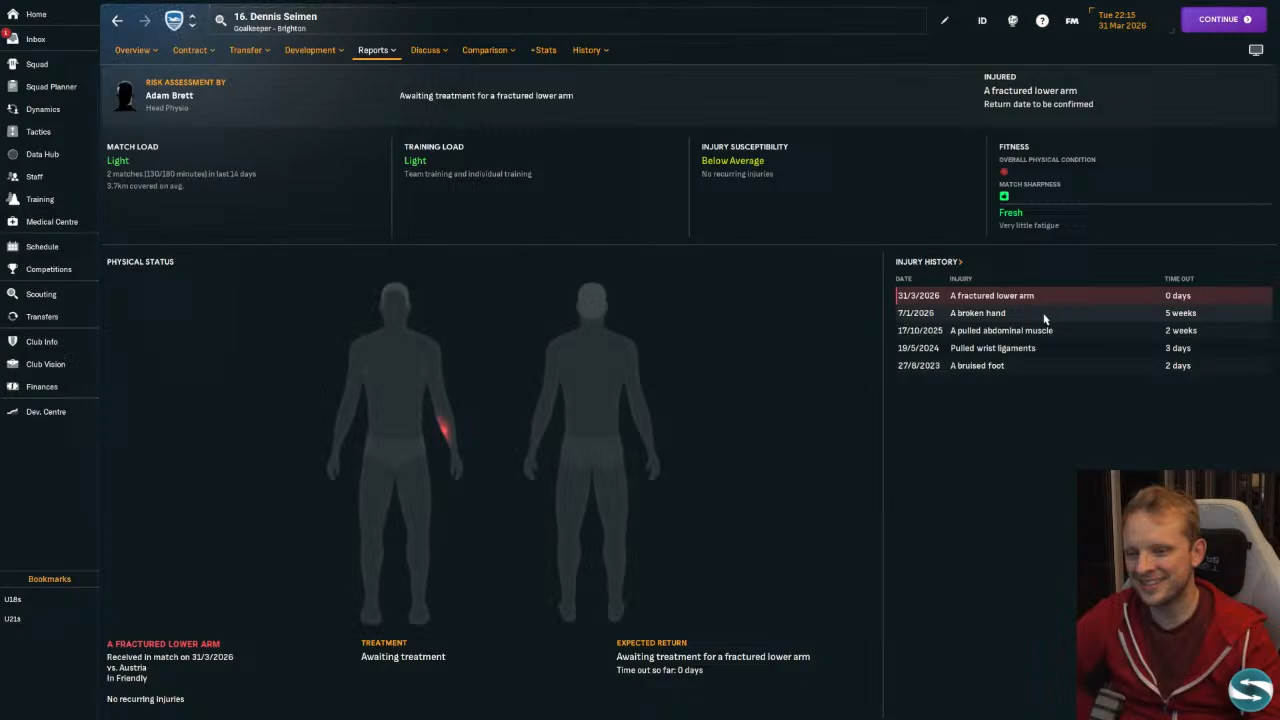 Home
1
Inbox
Squad
Squad Planner
Dynamics
Tactics
Data Hub
Staff
Training
Medical Centre
Schedule
Competitions
Scouting
Transfers
Club Info
Club Vision
Finances
Dev. Centre
Bookmarks
U18s
U21s
16. Dennis Seimen
Goalkeeper - Brighton
ID
FM
Tue 22:15
31 Mar 2026
CONTINUE
Overview
Contract
Transfer
Development
Reports
Discuss
Comparison
+Stats
History
RISK ASSESSMENT BY
Adam Brett
Head Physio
Awaiting treatment for a fractured lower arm
INJURED
A fractured lower arm
Return date to be confirmed
MATCH LOAD
Light
2 matches (130/180 minutes) in last 14 days
3.7km covered on avg.
TRAINING LOAD
Light
Team training and individual training
INJURY SUSCEPTIBILITY
Below Average
No recurring injuries
FITNESS
OVERALL PHYSICAL CONDITION
MATCH SHARPNESS
Fresh
Very little fatigue
PHYSICAL STATUS
INJURY HISTORY>
DATE INJURY TIME OUT
31/3/2026 A fractured lower arm 0 days
7/1/2026 A broken hand 5 weeks
17/10/2025 A pulled abdominal muscle 2 weeks
19/5/2024 Pulled wrist ligaments 3 days
27/8/2023 A bruised foot 2 days
A FRACTURED LOWER ARM
Received in match on 31/3/2026
vs. Austria
In Friendly
No recurring injuries
TREATMENT
Awaiting treatment
EXPECTED RETURN
Awaiting treatment for a fractured lower arm
Time out so far: 0 days